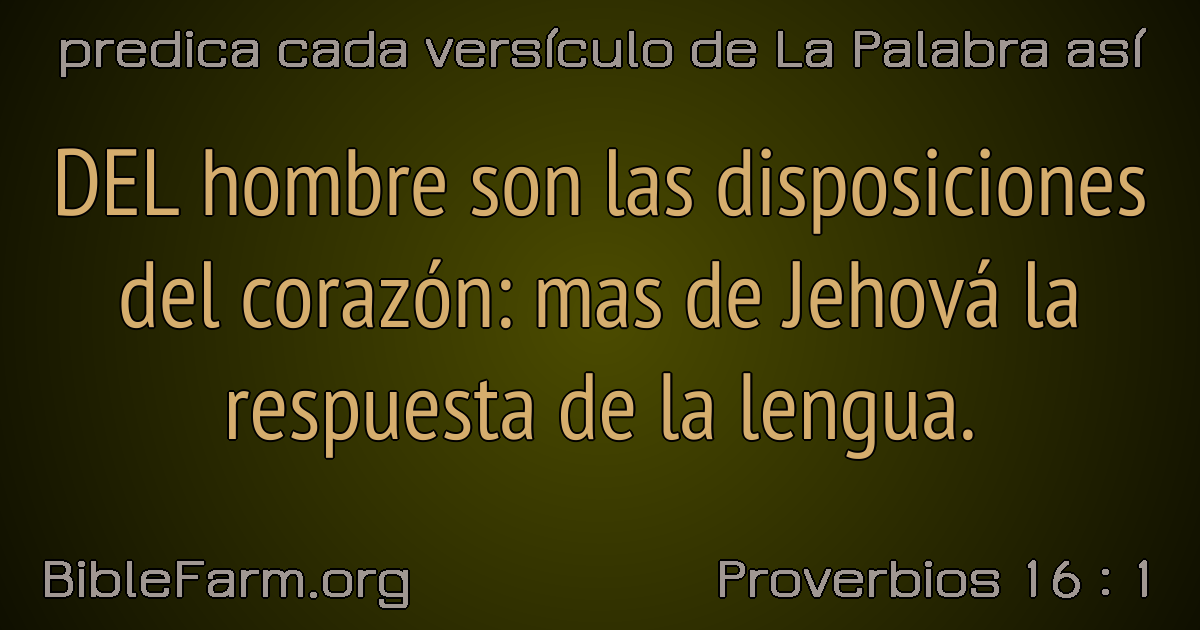 predica cada versículo de La Palabra así
DEL hombre son las disposiciones
del corazón: mas de Jehová la
respuesta de la lengua.
BibleFarm.org
Proverbios 16 : 1